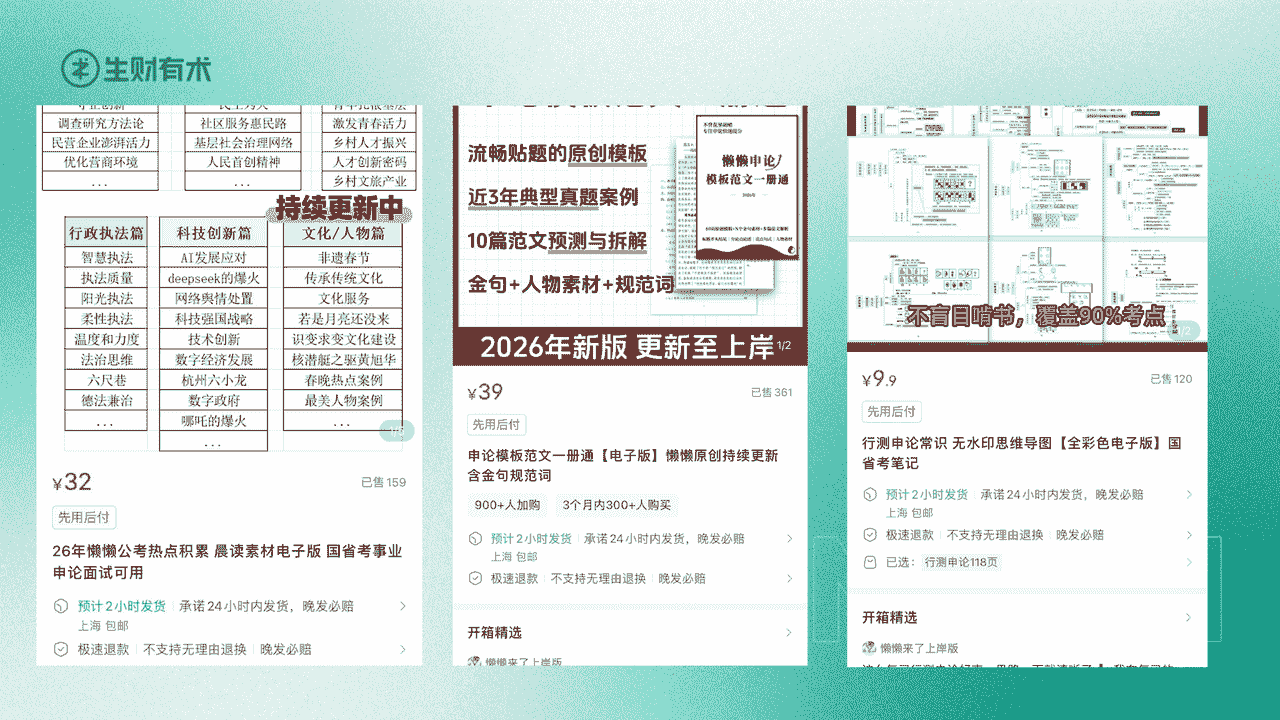 生财有术
调查研究方法论
社区服务惠民路
激发青春活力
民营企业添新活力
基层治理一张网络
乡村人才回流
优化营商环境
人民首创精神
乡土创新密码
...
乡村文旅产业
持续更新中
行政执法篇
科技创新篇
文化/人物篇
智慧执法
AI发展应对
非遗春节
执法质量
deepseek的爆火
传承传统文化
阳光执法
网络舆情处置
文化服务
柔性执法
科技强国战略
若是月亮还没来
温度和力度
技术创新
识变求变文化建设
法治思维
数字经济发展
核潜艇之驱黄旭华
六尺巷
杭州六小龙
春晚热点案例
德法兼治
数字政府
最美人物案例
...
哪吒的爆火
...
...
¥32
已售 159
先用后付
26年懒懒公考热点积累 晨读素材电子版 国省考事业
申论面试可用
预计2小时发货 承诺24小时内发货，晚发必赔
上海 包邮
极速退款 不支持无理由退换 晚发必赔
流畅贴题的原创模板
近3年典型真题案例
10篇范文预测与拆解
金句+人物素材+规范词
懒懒申论
模板范文一册通
2026年新版 更新至上岸
1/2
¥39
已售 361
先用后付
申论模板范文一册通【电子版】懒懒原创持续更新
含金句规范词
900+人加购
3个月内300+人购买
预计2小时发货 承诺24小时内发货，晚发必赔
上海 包邮
极速退款 不支持无理由退换 晚发必赔
开箱精选
懒懒来了上岸版
不盲目啃书，覆盖90%考点
¥9.9
已售 120
先用后付
行测申论常识 无水印思维导图【全彩色电子版】国
省考笔记
预计2小时发货 承诺24小时内发货，晚发必赔
上海 包邮
极速退款 不支持无理由退换 晚发必赔
已选： 行测申论118页
开箱精选
懒懒来了上岸版